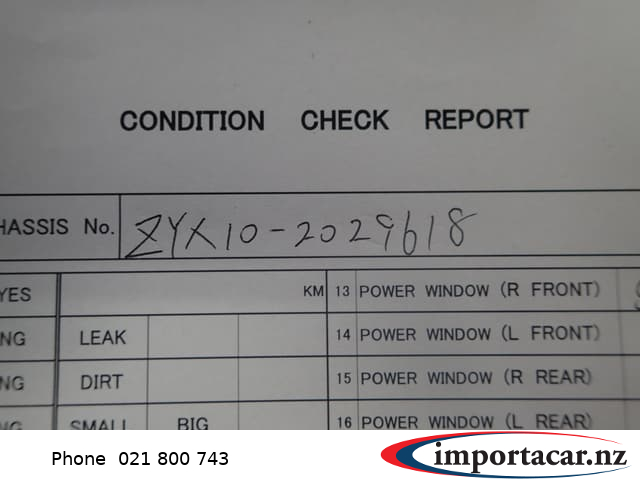 CONDITION CHECK REPORT
HASSIS No. ZYX10-2029618
YES KM 13 POWER WINDOW (R FRONT)
NG LEAK 14 POWER WINDOW (L FRONT)
NG DIRT 15 POWER WINDOW (R REAR)
NG SMALL BIG 16 POWER WINDOW (L REAR)
Phone 021 800 743
importacar.nz